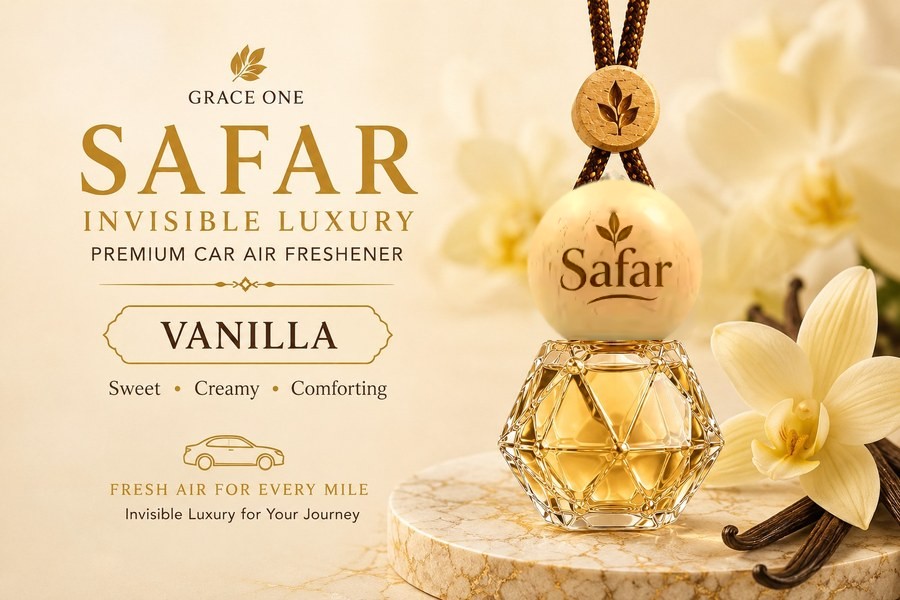 GRACE ONE
SAFAR
INVISIBLE LUXURY
PREMIUM CAR AIR FRESHENER
VANILLA
Sweet • Creamy • Comforting
FRESH AIR FOR EVERY MILE
Invisible Luxury for Your Journey
Safar